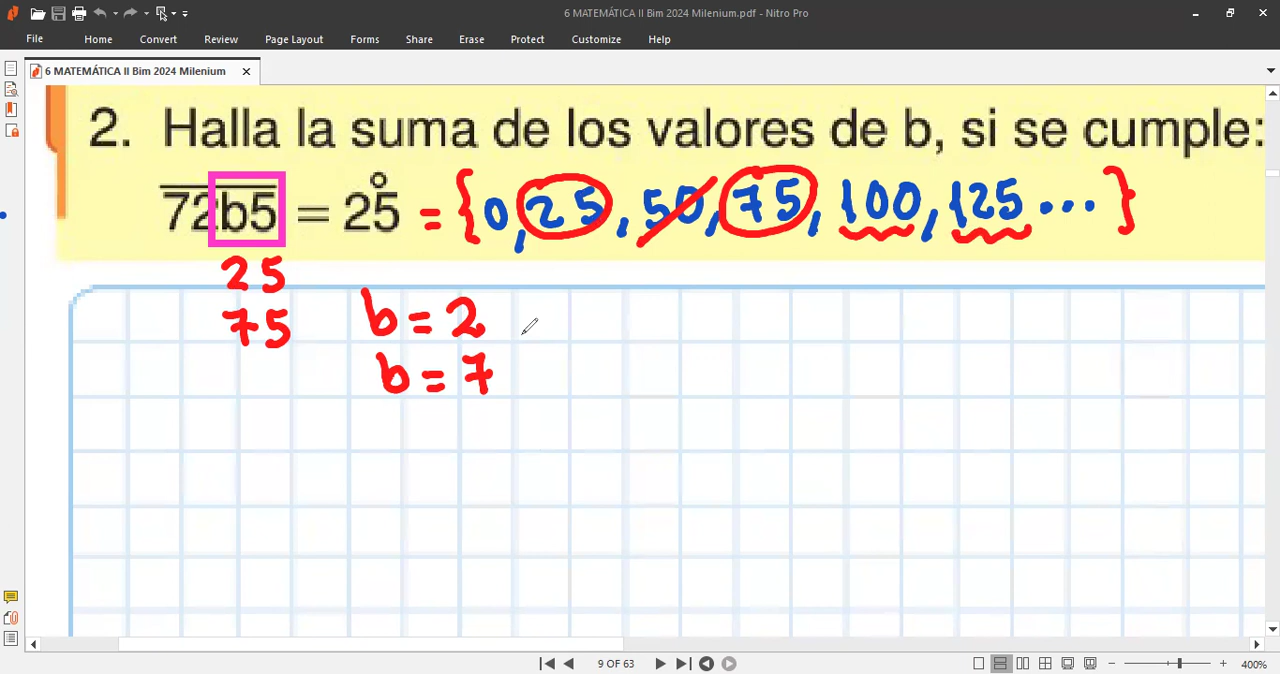 6 MATEMÁTICA II Bim 2024 Milenium.pdf - Nitro Pro
File Home Convert Review Page Layout Forms Share Erase Protect Customize Help
6 MATEMÁTICA II Bim 2024 Milenium
2. Halla la suma de los valores de b, si se cumple:
72b5 = 25 = {0, 25, 50, 75, 100, 125 ... }
25
75
b = 2
b = 7
9 OF 63
400%